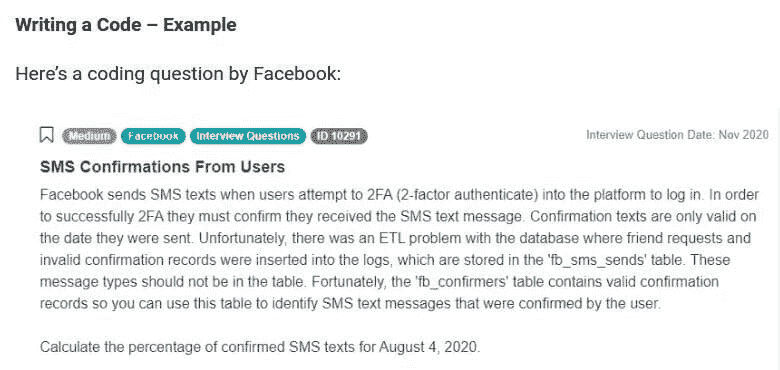 Writing a Code – Example
Here's a coding question by Facebook:
Medium Facebook Interview Questions ID 10291 Interview Question Date: Nov 2020
SMS Confirmations From Users
Facebook sends SMS texts when users attempt to 2FA (2-factor authenticate) into the platform to log in. In order
to successfully 2FA they must confirm they received the SMS text message. Confirmation texts are only valid on
the date they were sent. Unfortunately, there was an ETL problem with the database where friend requests and
invalid confirmation records were inserted into the logs, which are stored in the 'fb_sms_sends' table. These
message types should not be in the table. Fortunately, the 'fb_confirmers' table contains valid confirmation
records so you can use this table to identify SMS text messages that were confirmed by the user.
Calculate the percentage of confirmed SMS texts for August 4, 2020.